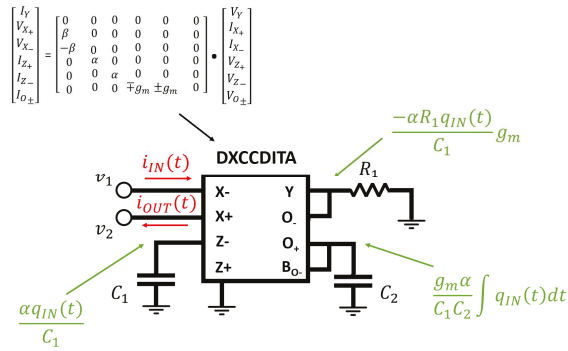 [I_Y V_{X+} V_{X-} I_{Z+} I_{Z-} I_{O±}] = [0 0 0 0 0 0; β 0 0 0 0 0; −β 0 0 0 0 0; 0 α 0 0 0 0; 0 0 α 0 0 0; 0 0 0 ∓g_m ±g_m 0] • [V_Y I_{X+} I_{X-} V_{Z+} V_{Z-} V_{O±}]
DXCCDITA
−αR_1 q_{IN}(t) / C_1 g_m
v_1
i_{IN}(t)
X-
Y
R_1
v_2
i_{OUT}(t)
X+
O_-
Z-
O_+
Z+
B_{O-}
C_1
C_2
αq_{IN}(t) / C_1
g_m α / C_1 C_2 ∫ q_{IN}(t)dt